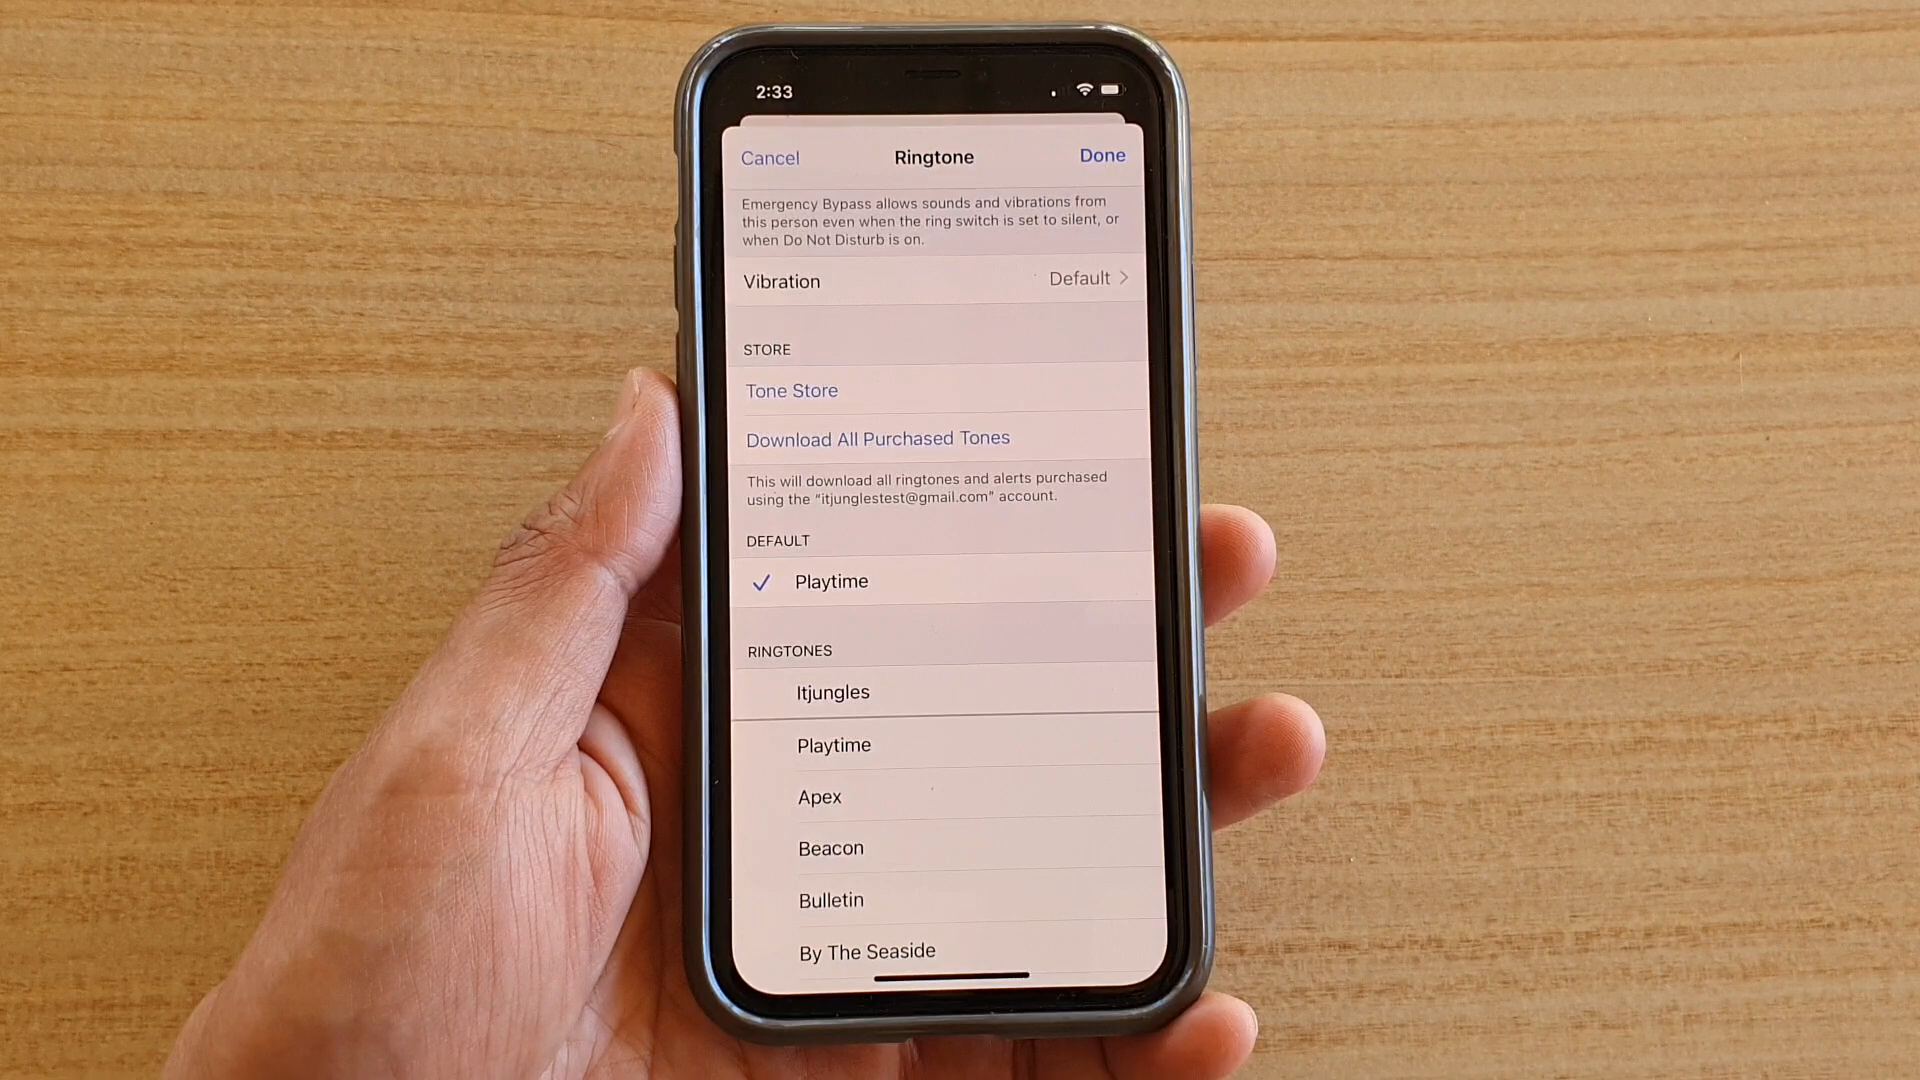 2:33
Cancel Ringtone Done
Emergency Bypass allows sounds and vibrations from
this person even when the ring switch is set to silent, or
when Do Not Disturb is on.
Vibration Default
STORE
Tone Store
Download All Purchased Tones
This will download all ringtones and alerts purchased
using the “itjunglestest@gmail.com” account.
DEFAULT
Playtime
RINGTONES
Itjungles
Playtime
Apex
Beacon
Bulletin
By The Seaside